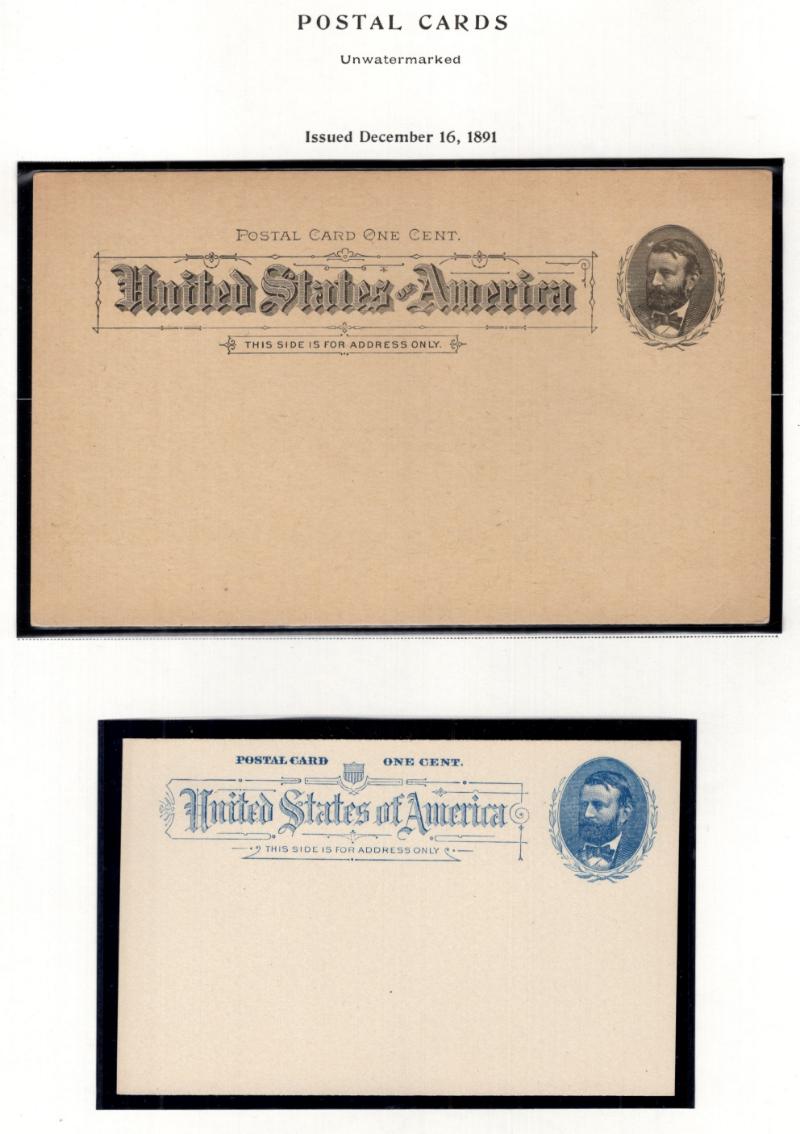 POSTAL CARDS
Unwatermarked
Issued December 16, 1891
POSTAL CARD ONE CENT.
United States of America
THIS SIDE IS FOR ADDRESS ONLY.
POSTAL CARD ONE CENT.
United States of America
THIS SIDE IS FOR ADDRESS ONLY